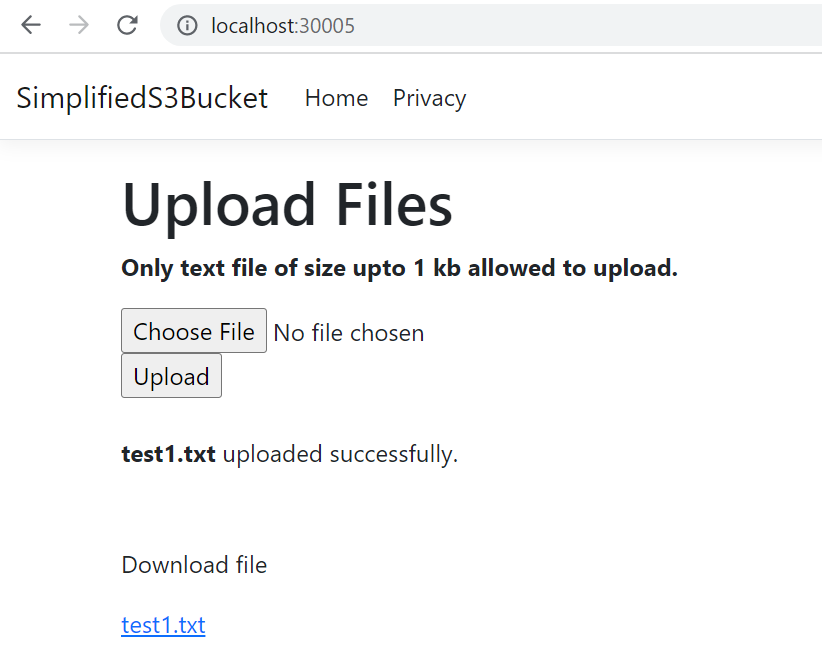 localhost:30005
SimplifiedS3Bucket Home Privacy
Upload Files
Only text file of size upto 1 kb allowed to upload.
Choose File No file chosen
Upload
test1.txt uploaded successfully.
Download file
test1.txt